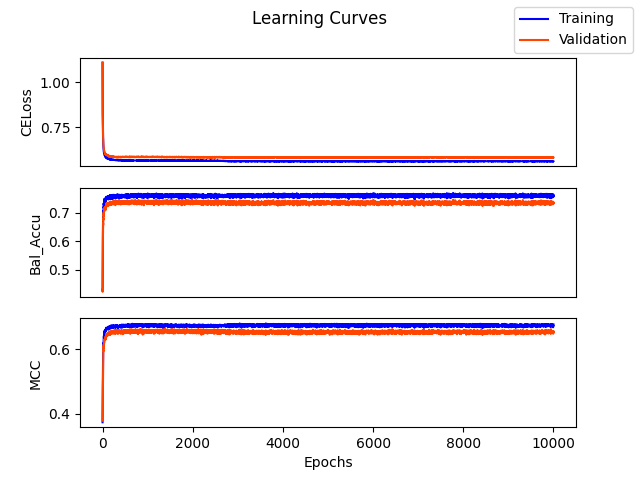 Learning Curves
Training
Validation
CELoss
1.00
0.75
Bal_Accu
0.7
0.6
0.5
MCC
0.6
0.4
0 2000 4000 6000 8000 10000
Epochs